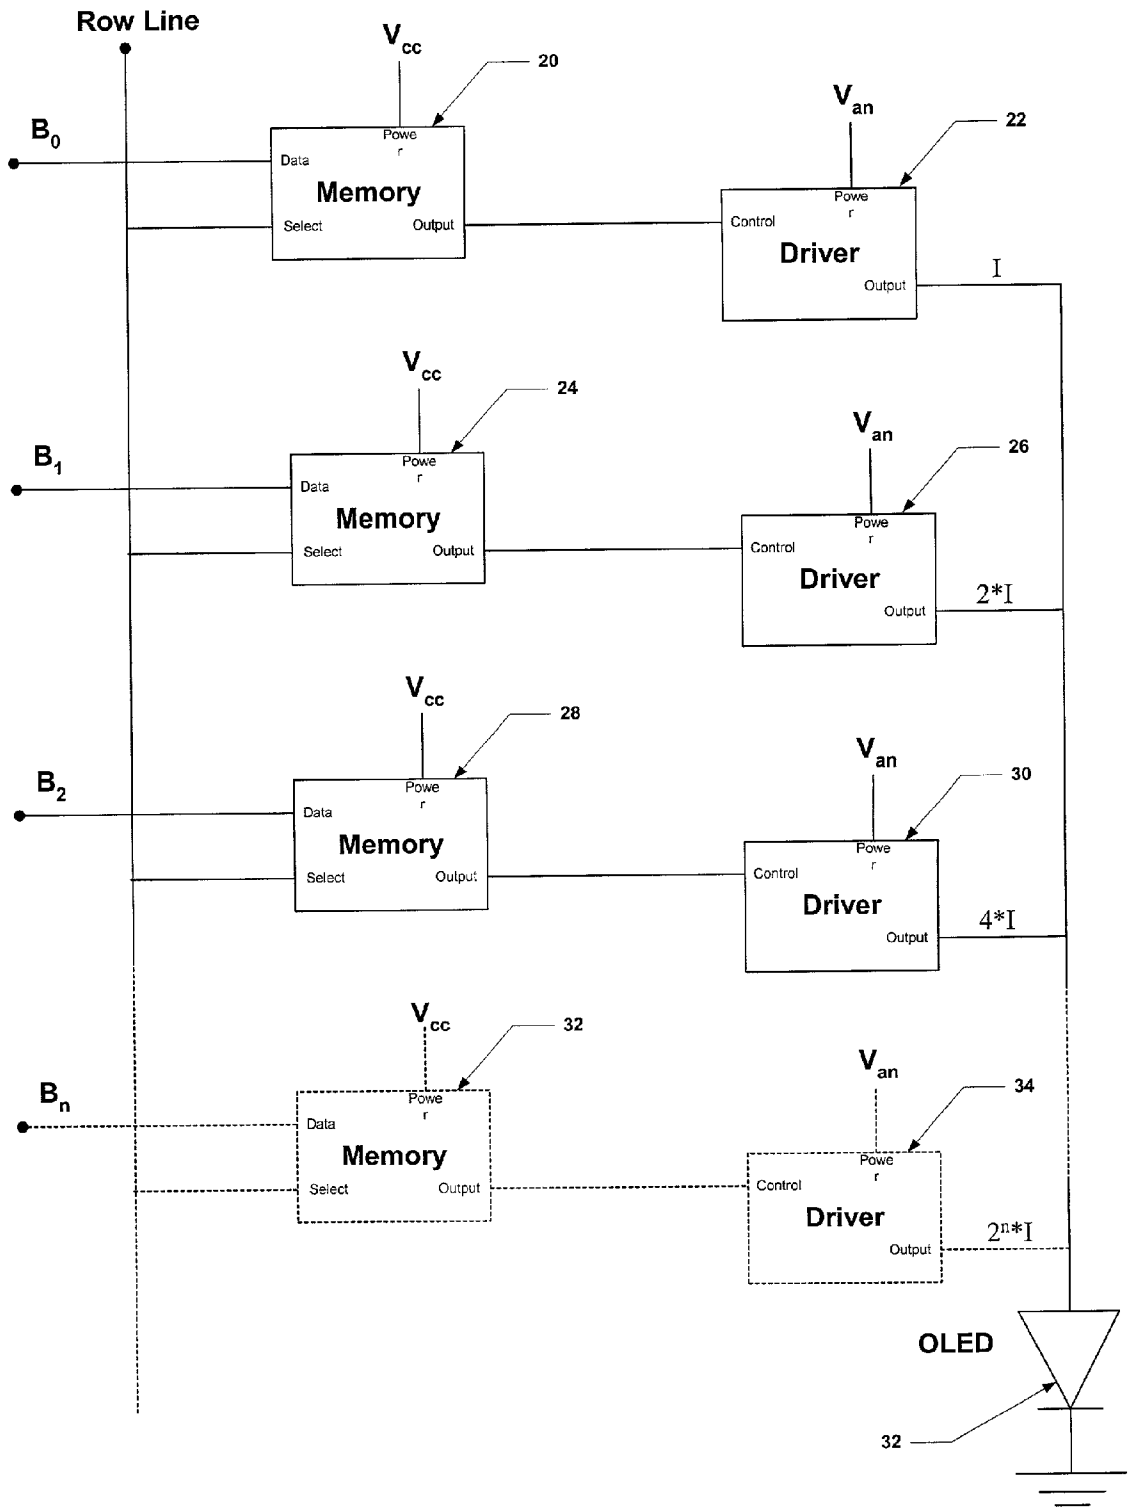 Row Line
Vcc
20
Van
22
B0
Powe
r
Data
Memory
Select
Output
Powe
r
Control
Driver
Output
I
Vcc
24
Van
26
B1
Powe
r
Data
Memory
Select
Output
Powe
r
Control
Driver
Output
2*I
Vcc
28
Van
30
B2
Powe
r
Data
Memory
Select
Output
Powe
r
Control
Driver
Output
4*I
Vcc
32
Van
34
Bn
Powe
r
Data
Memory
Select
Output
Powe
r
Control
Driver
Output
2ⁿ*I
OLED
32